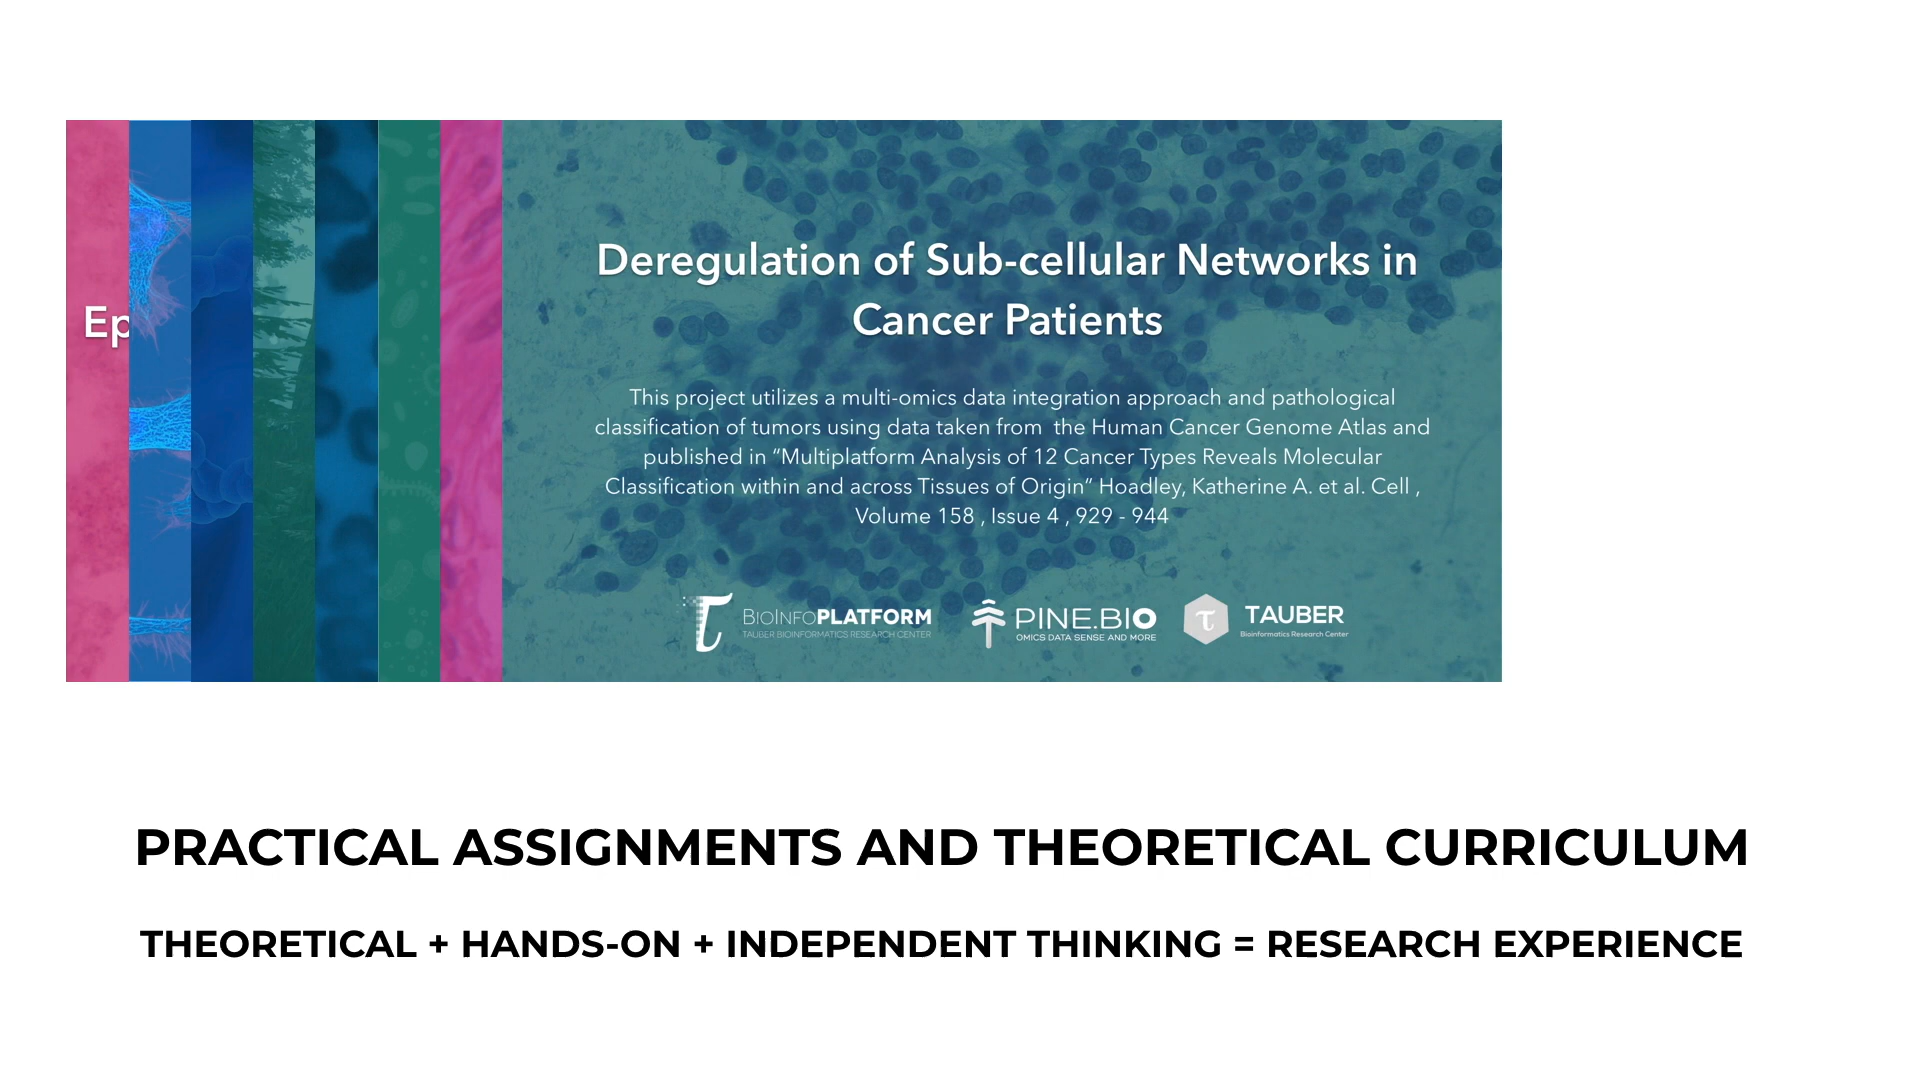 Ep
Deregulation of Sub-cellular Networks in
Cancer Patients
This project utilizes a multi-omics data integration approach and pathological
classification of tumors using data taken from  the Human Cancer Genome Atlas and
published in “Multiplatform Analysis of 12 Cancer Types Reveals Molecular
Classification within and across Tissues of Origin” Hoadley, Katherine A. et al. Cell ,
Volume 158 , Issue 4 , 929 - 944
BIOINFOPLATFORM
TAUBER BIOINFORMATICS RESEARCH CENTER
PINE.BIO
OMICS DATA SENSE AND MORE
TAUBER
Bioinformatics Research Center
PRACTICAL ASSIGNMENTS AND THEORETICAL CURRICULUM
THEORETICAL + HANDS-ON + INDEPENDENT THINKING = RESEARCH EXPERIENCE